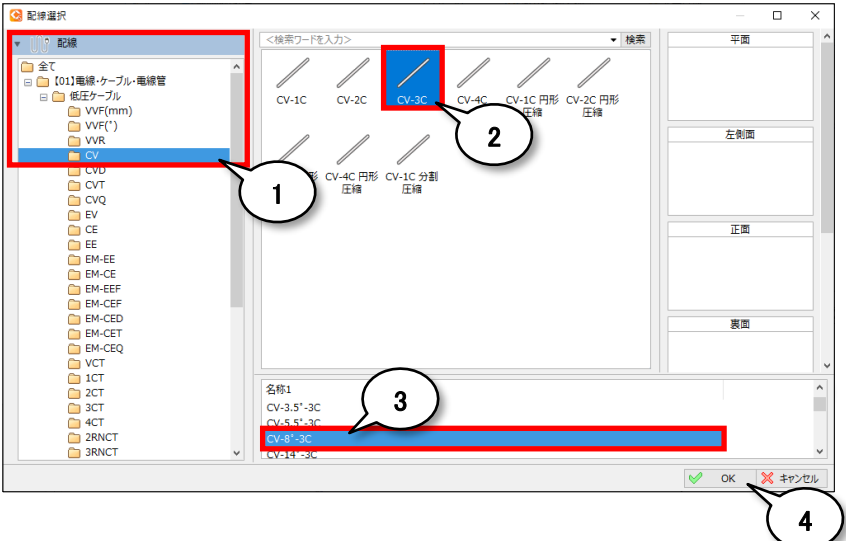 配線選択
配線
全て
【01】電線・ケーブル・電線管
低圧ケーブル
VVF(mm)
VVF(°)
VVR
CV
CVD
CVT
CVQ
EV
CE
EE
EM-EE
EM-CE
EM-EEF
EM-CEF
EM-CED
EM-CET
EM-CEQ
VCT
1CT
2CT
3CT
4CT
2RNCT
3RNCT
1
<検索ワードを入力>
検索
CV-1C
CV-2C
CV-3C
CV-4C
CV-1C 円形
圧縮
CV-2C 円形
圧縮
形
CV-4C 円形
圧縮
CV-1C 分割
圧縮
2
名称1
CV-3.5°-3C
CV-5.5°-3C
CV-8°-3C
CV-14°-3C
3
平面
左側面
正面
裏面
OK
キャンセル
4